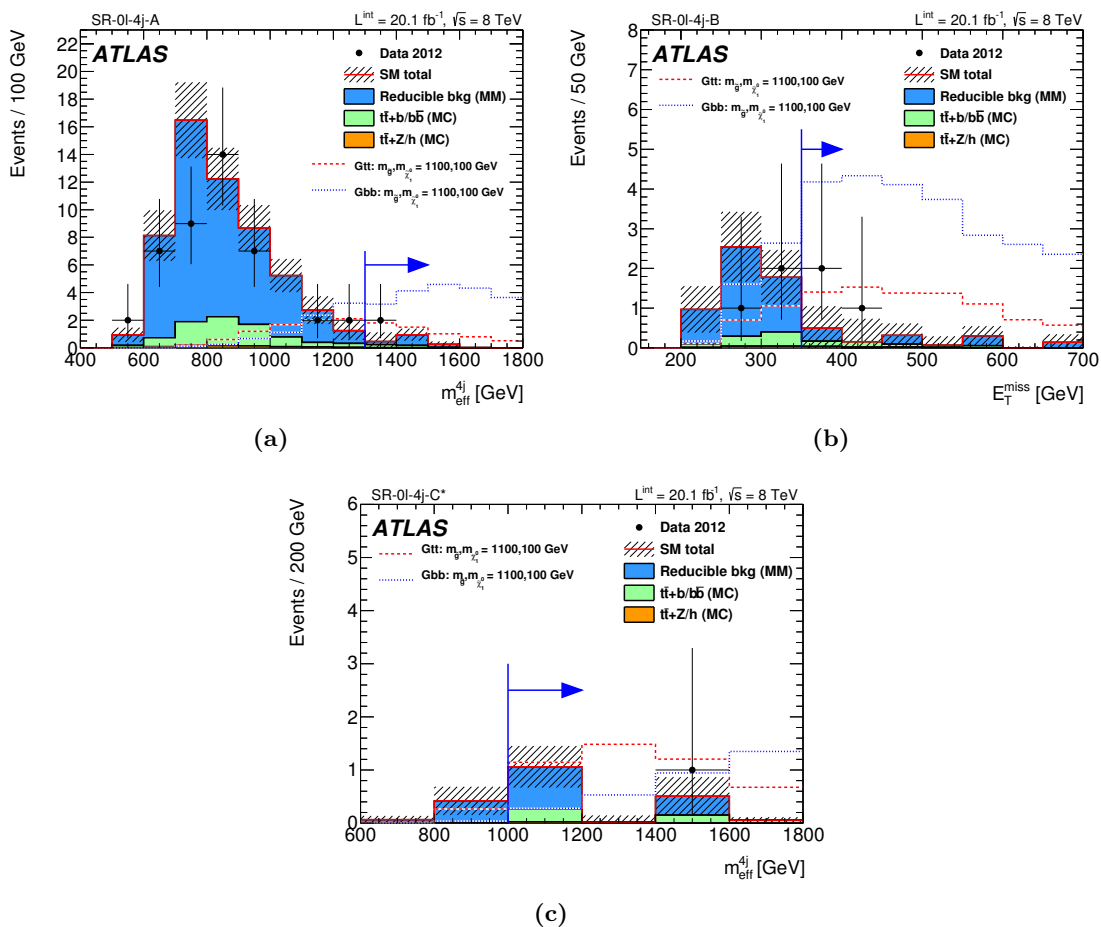 SR-0l-4j-A
L^int = 20.1 fb⁻¹, √s = 8 TeV
ATLAS
Data 2012
SM total
Reducible bkg (MM)
tt̄+b/bb̄ (MC)
tt̄+Z/h (MC)
Gtt: m_g̃,m_χ̃₁⁰ = 1100,100 GeV
Gbb: m_g̃,m_χ̃₁⁰ = 1100,100 GeV
Events / 100 GeV
22
20
18
16
14
12
10
8
6
4
2
0
400 600 800 1000 1200 1400 1600 1800
m_eff^4j [GeV]
(a)
SR-0l-4j-B
L^int = 20.1 fb⁻¹, √s = 8 TeV
ATLAS
Gtt: m_g̃,m_χ̃₁⁰ = 1100,100 GeV
Gbb: m_g̃,m_χ̃₁⁰ = 1100,100 GeV
Data 2012
SM total
Reducible bkg (MM)
tt̄+b/bb̄ (MC)
tt̄+Z/h (MC)
Events / 50 GeV
8
7
6
5
4
3
2
1
0
200 300 400 500 600 700
E_T^miss [GeV]
(b)
SR-0l-4j-C*
L^int = 20.1 fb¹, √s = 8 TeV
ATLAS
Gtt: m_g̃,m_χ̃₁⁰ = 1100,100 GeV
Gbb: m_g̃,m_χ̃₁⁰ = 1100,100 GeV
Data 2012
SM total
Reducible bkg (MM)
tt̄+b/bb̄ (MC)
tt̄+Z/h (MC)
Events / 200 GeV
6
5
4
3
2
1
0
600 800 1000 1200 1400 1600 1800
m_eff^4j [GeV]
(c)